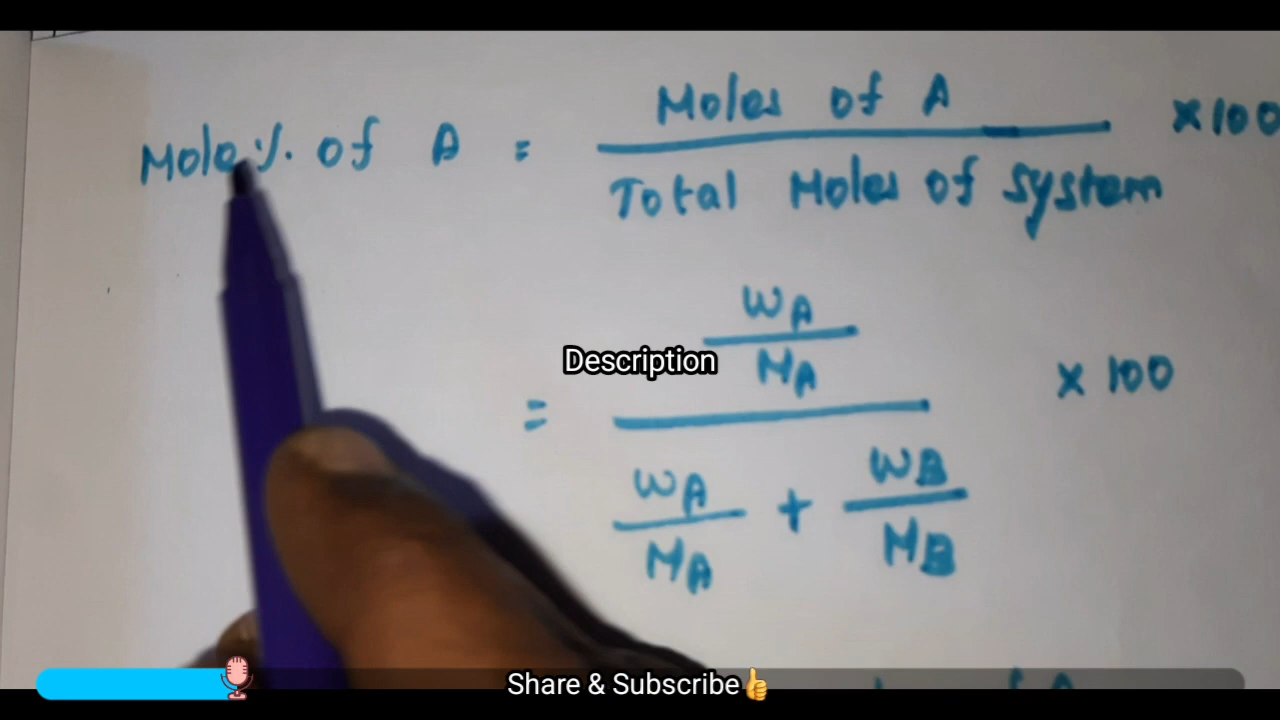 Mole%. of A = Moles of A / Total Moles of system ×100
= (WA/MA) / (WA/MA + WB/MB) × 100
Description
Share & Subscribe👍